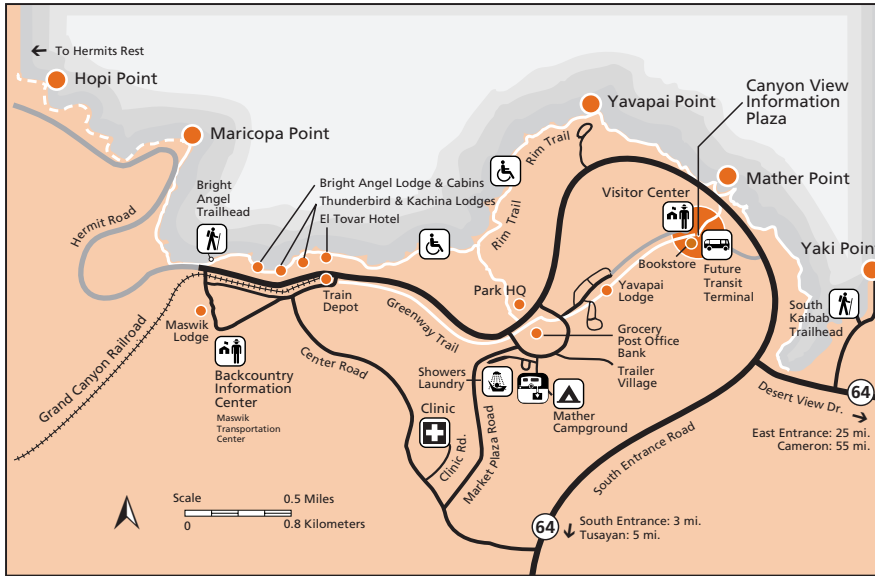 To Hermits Rest
Hopi Point
Maricopa Point
Yavapai Point
Canyon View
Information
Plaza
Mather Point
Yaki Point
Hermit Road
Bright
Angel
Trailhead
Bright Angel Lodge & Cabins
Thunderbird & Kachina Lodges
El Tovar Hotel
Rim Trail
Rim Trail
Visitor Center
Bookstore
Future
Transit
Terminal
Yavapai
Lodge
Park HQ
South
Kaibab
Trailhead
Train
Depot
Greenway Trail
Maswik
Lodge
Grand Canyon Railroad
Backcountry
Information
Center
Maswik
Transportation
Center
Center Road
Grocery
Post Office
Bank
Trailer
Village
Showers
Laundry
Mather
Campground
Clinic
Clinic Rd.
Market Plaza Road
South Entrance Road
Desert View Dr.
64
East Entrance: 25 mi.
Cameron: 55 mi.
Scale
0.5 Miles
0
0.8 Kilometers
64
South Entrance: 3 mi.
Tusayan: 5 mi.